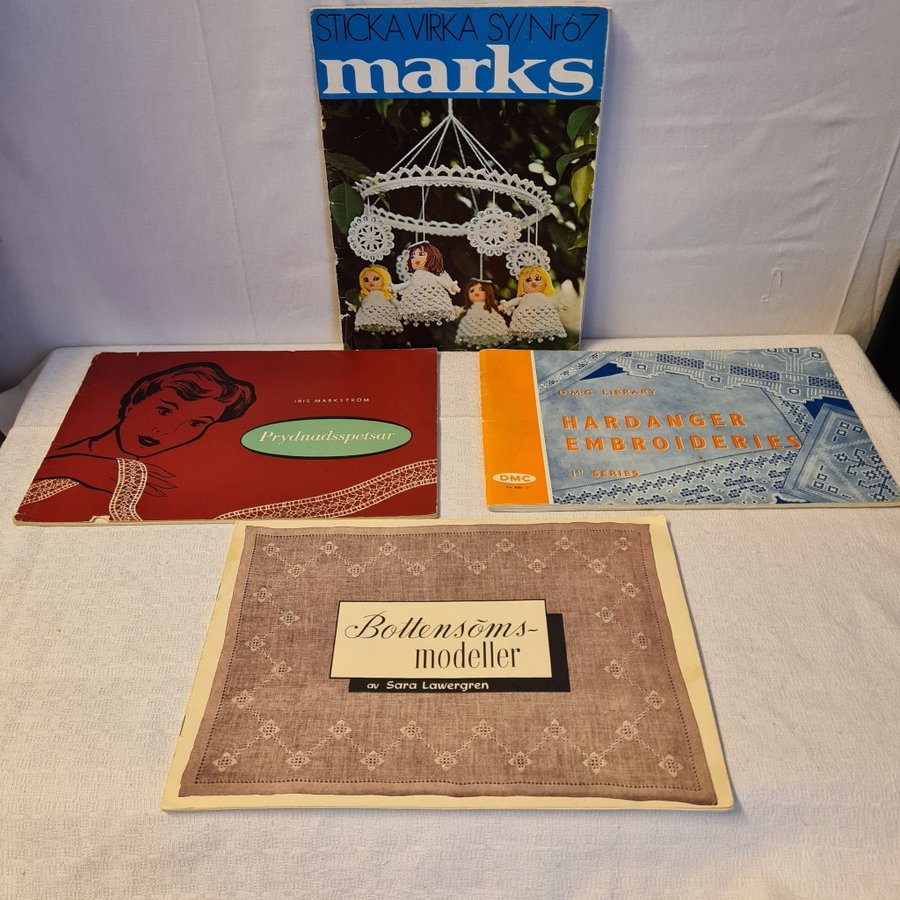 STICKA VIRKA SY/Nr 67
marks
IRIS MARKSTRÖM
Prydnadsspetsar
D·M·C LIBRARY
HARDANGER
EMBROIDERIES
1st SERIES
D·M·C
Bottensöms-
modeller
av Sara Lawergren